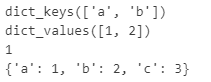 dict_keys(['a', 'b'])
dict_values([1, 2])
1
{'a': 1, 'b': 2, 'c': 3}